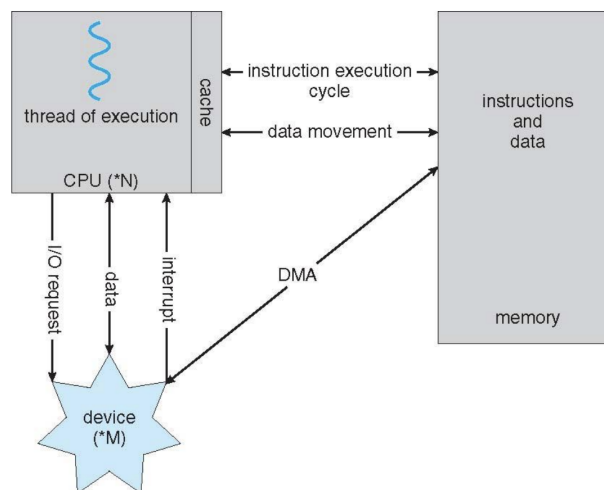 thread of execution
cache
CPU (*N)
instruction execution
cycle
data movement
instructions
and
data
memory
I/O request
data
interrupt
DMA
device
(*M)